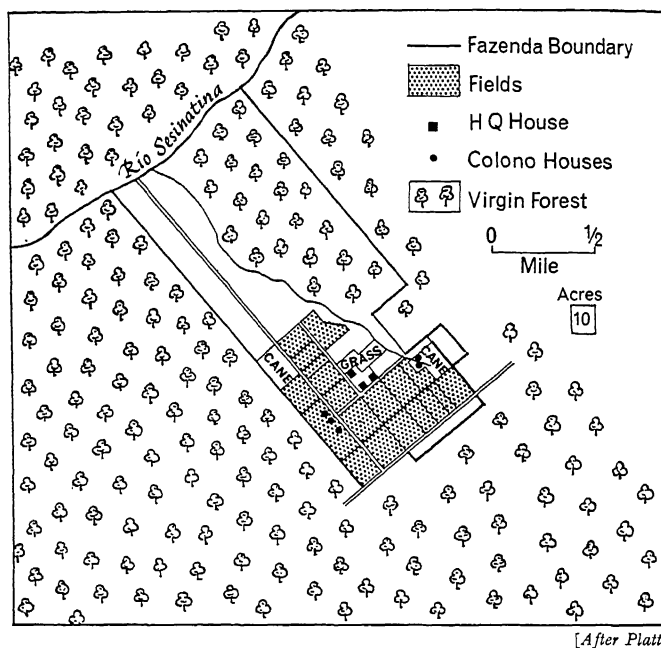 Fazenda Boundary
Fields
H Q House
Colono Houses
Virgin Forest
0 ½
Mile
Acres
10
Río Sesinatina
CANE
GRASS
CANE
[After Platt